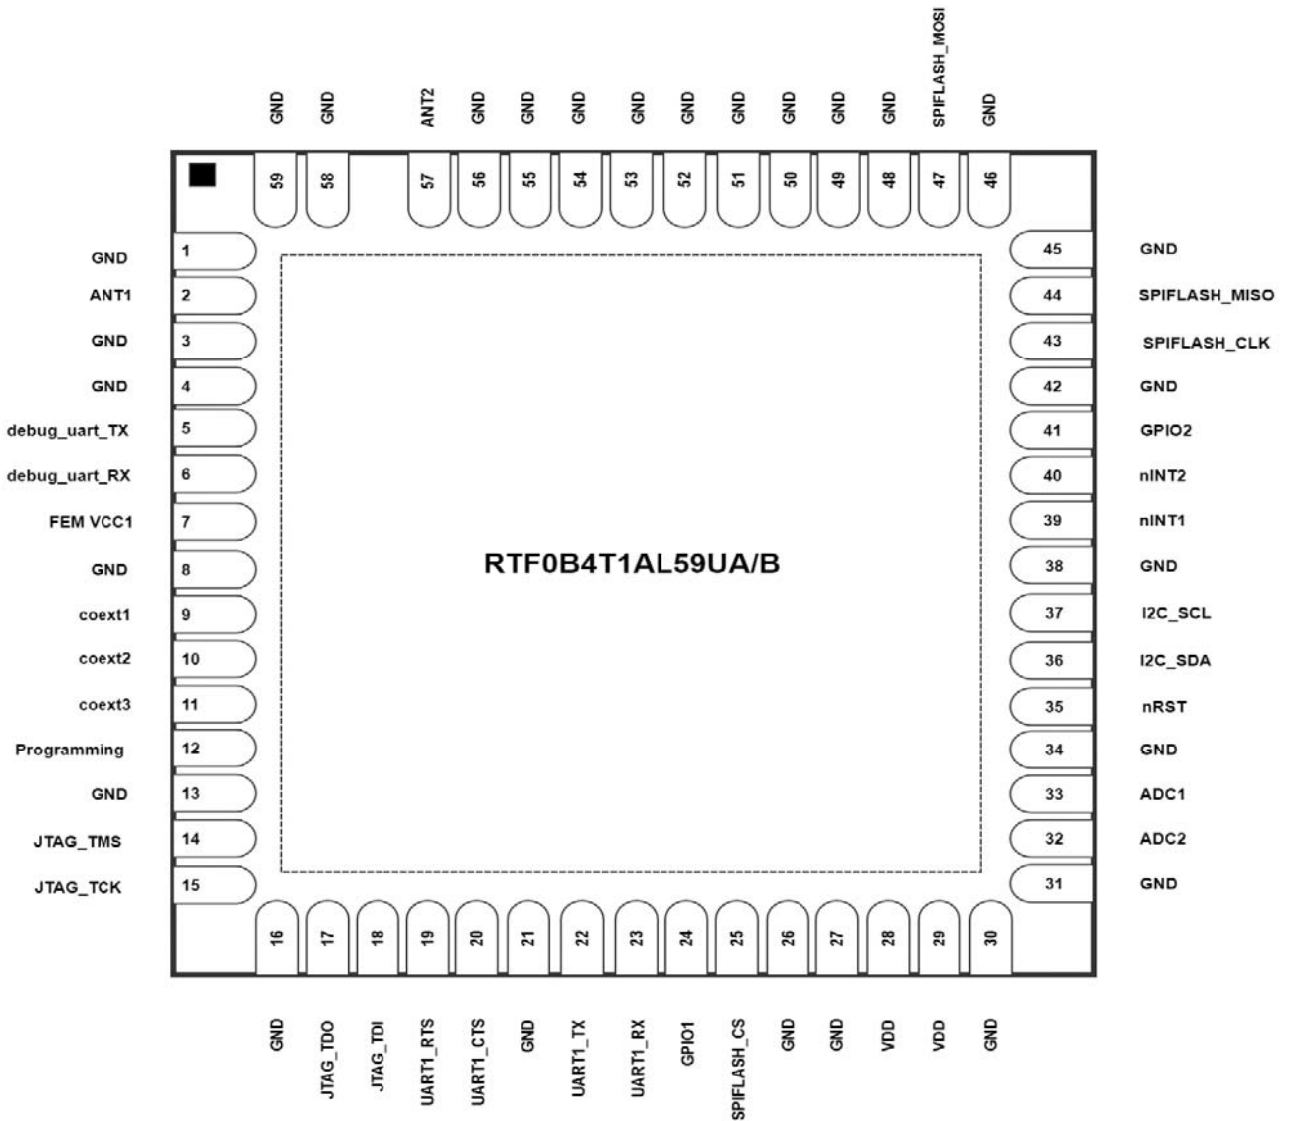 SPIFLASH_MOSI
GND GND ANT2 GND GND GND GND GND GND GND GND GND GND
59 58 57 56 55 54 53 52 51 50 49 48 47 46
GND 1 45 GND
ANT1 2 44 SPIFLASH_MISO
GND 3 43 SPIFLASH_CLK
GND 4 42 GND
debug_uart_TX 5 41 GPIO2
debug_uart_RX 6 40 nINT2
FEM VCC1 7 39 nINT1
RTF0B4T1AL59UA/B
GND 8 38 GND
coext1 9 37 I2C_SCL
coext2 10 36 I2C_SDA
coext3 11 35 nRST
Programming 12 34 GND
GND 13 33 ADC1
JTAG_TMS 14 32 ADC2
JTAG_TCK 15 31 GND
16 17 18 19 20 21 22 23 24 25 26 27 28 29 30
GND JTAG_TDO JTAG_TDI UART1_RTS UART1_CTS GND UART1_TX UART1_RX GPIO1 SPIFLASH_CS GND GND VDD VDD GND